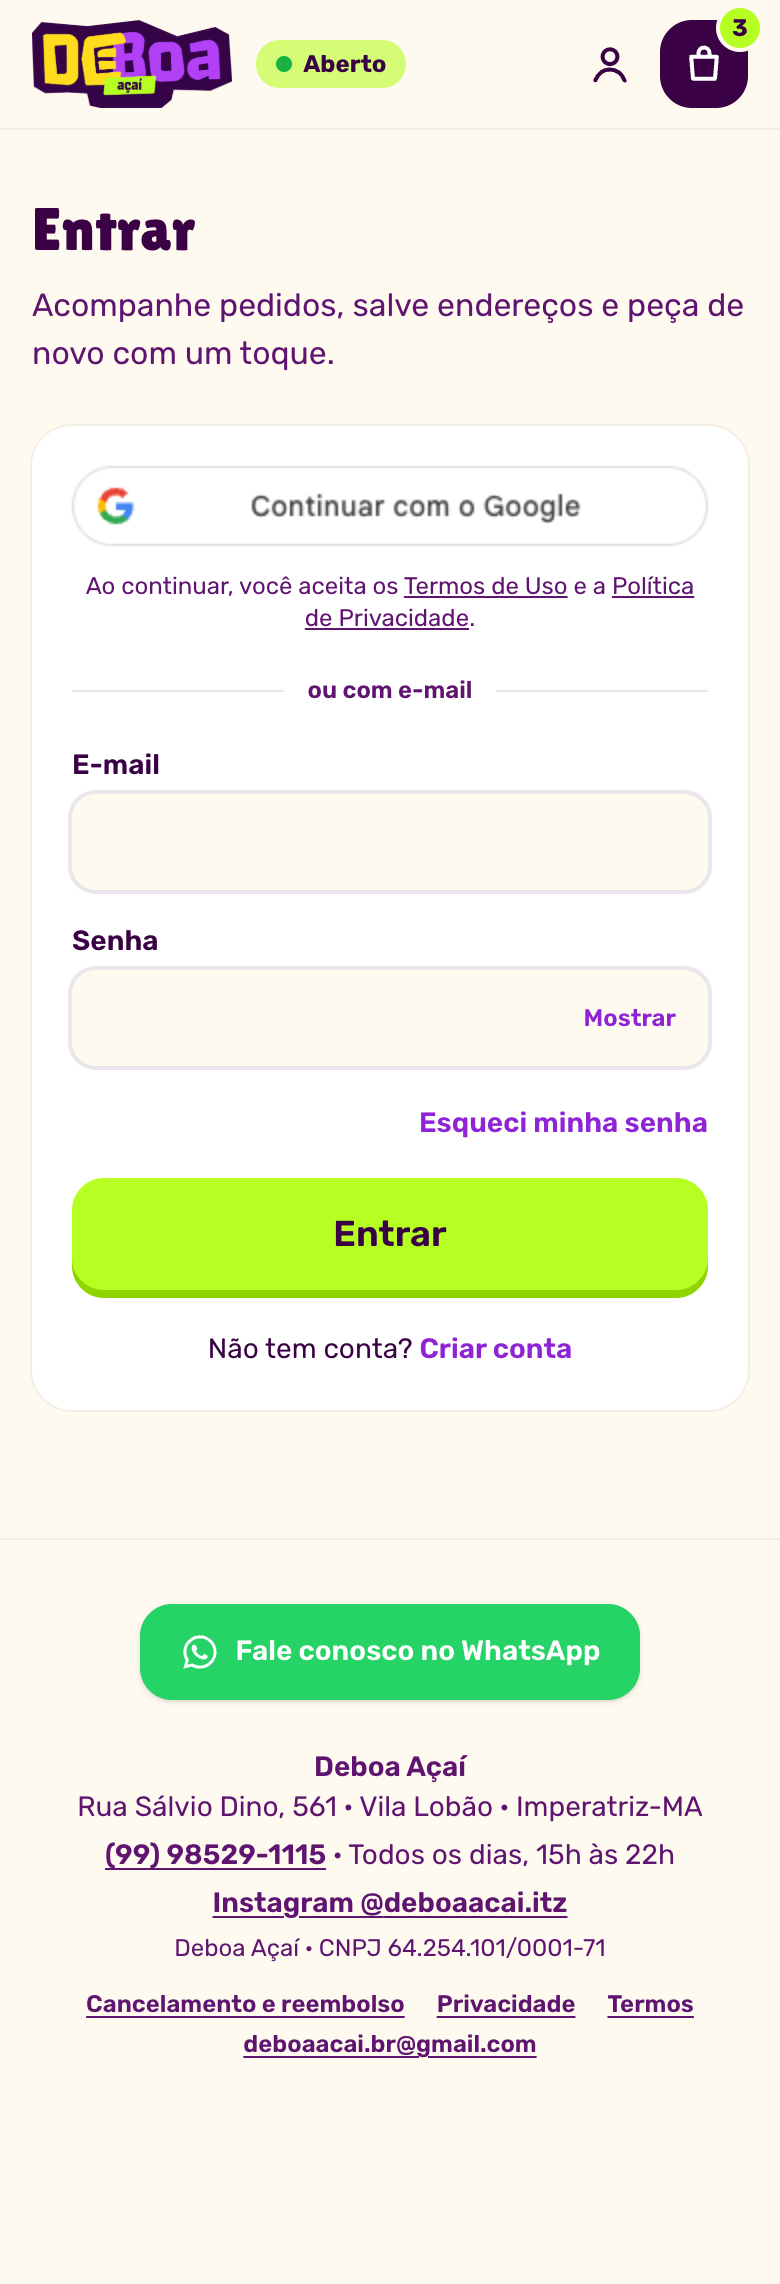 DEBoa
açaí
Aberto
3
Entrar
Acompanhe pedidos, salve endereços e peça de
novo com um toque.
Continuar com o Google
Ao continuar, você aceita os Termos de Uso e a Política
de Privacidade.
ou com e-mail
E-mail
Senha
Mostrar
Esqueci minha senha
Entrar
Não tem conta? Criar conta
Fale conosco no WhatsApp
Deboa Açaí
Rua Sálvio Dino, 561 • Vila Lobão • Imperatriz-MA
(99) 98529-1115 • Todos os dias, 15h às 22h
Instagram @deboaacai.itz
Deboa Açaí • CNPJ 64.254.101/0001-71
Cancelamento e reembolso Privacidade Termos
deboaacai.br@gmail.com